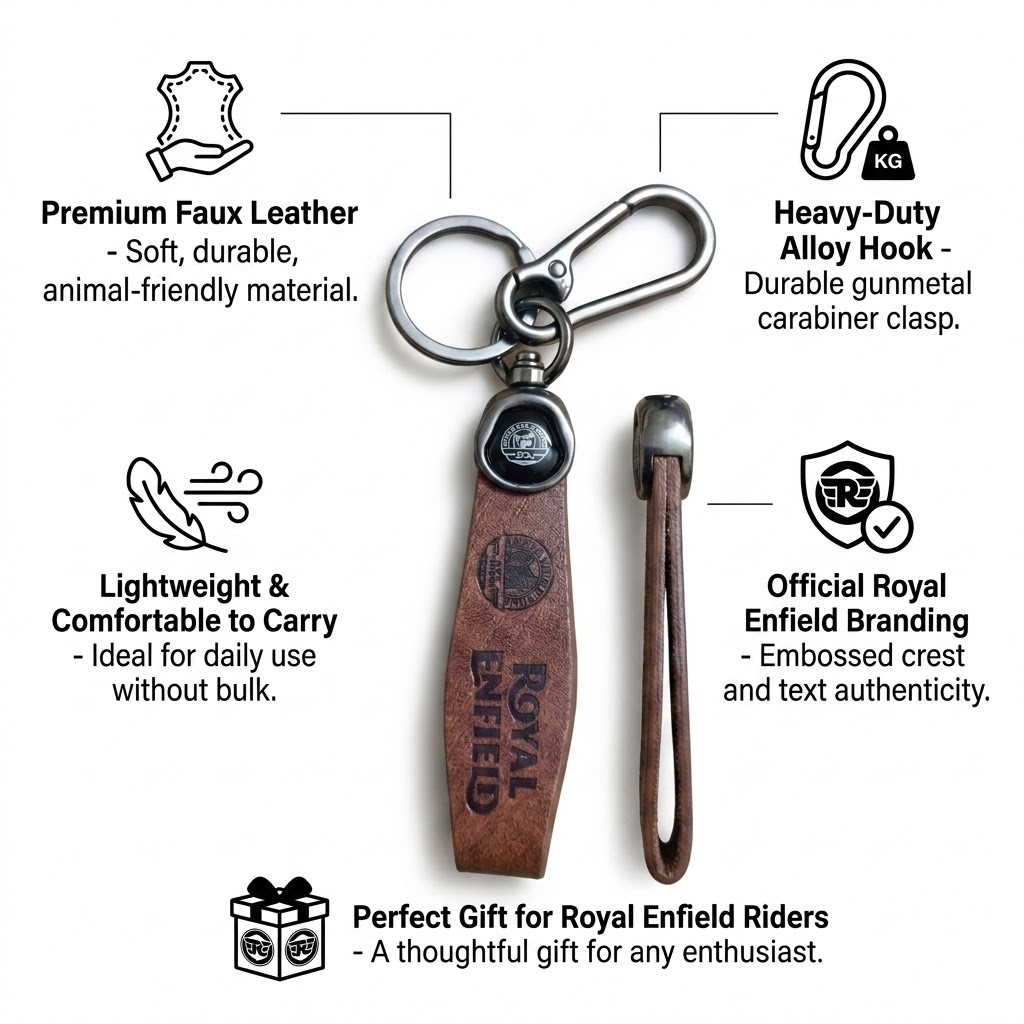 Premium Faux Leather
- Soft, durable,
animal-friendly material.
KG
Heavy-Duty
Alloy Hook -
Durable gunmetal
carabiner clasp.
Lightweight &
Comfortable to Carry
- Ideal for daily use
without bulk.
R
Official Royal
Enfield Branding
- Embossed crest
and text authenticity.
ROYAL
ENFIELD
R R
Perfect Gift for Royal Enfield Riders
- A thoughtful gift for any enthusiast.